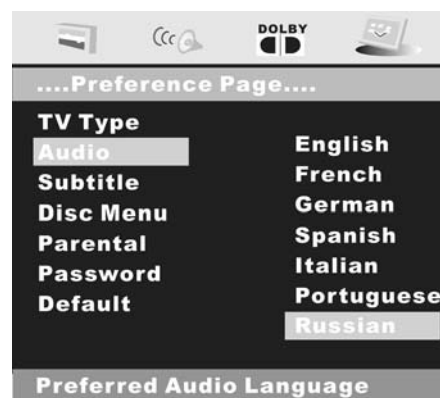 DOLBY
....Preference Page....
TV Type
Audio
Subtitle
Disc Menu
Parental
Password
Default
English
French
German
Spanish
Italian
Portuguese
Russian
Preferred Audio Language